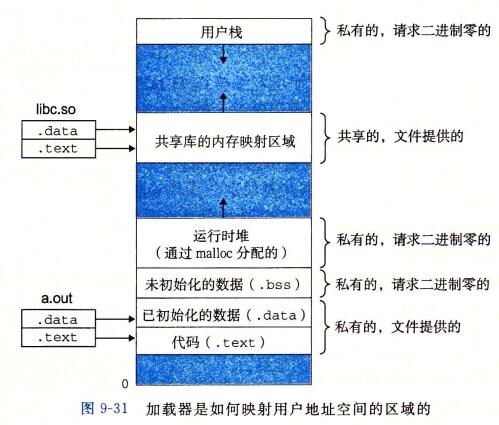 用户栈
私有的，请求二进制零的
libc.so
.data
.text
共享库的内存映射区域
共享的，文件提供的
运行时堆
（通过 malloc 分配的）
私有的，请求二进制零的
未初始化的数据（.bss）
私有的，请求二进制零的
a.out
.data
.text
已初始化的数据（.data）
代码（.text）
私有的，文件提供的
0
图 9-31 加载器是如何映射用户地址空间的区域的